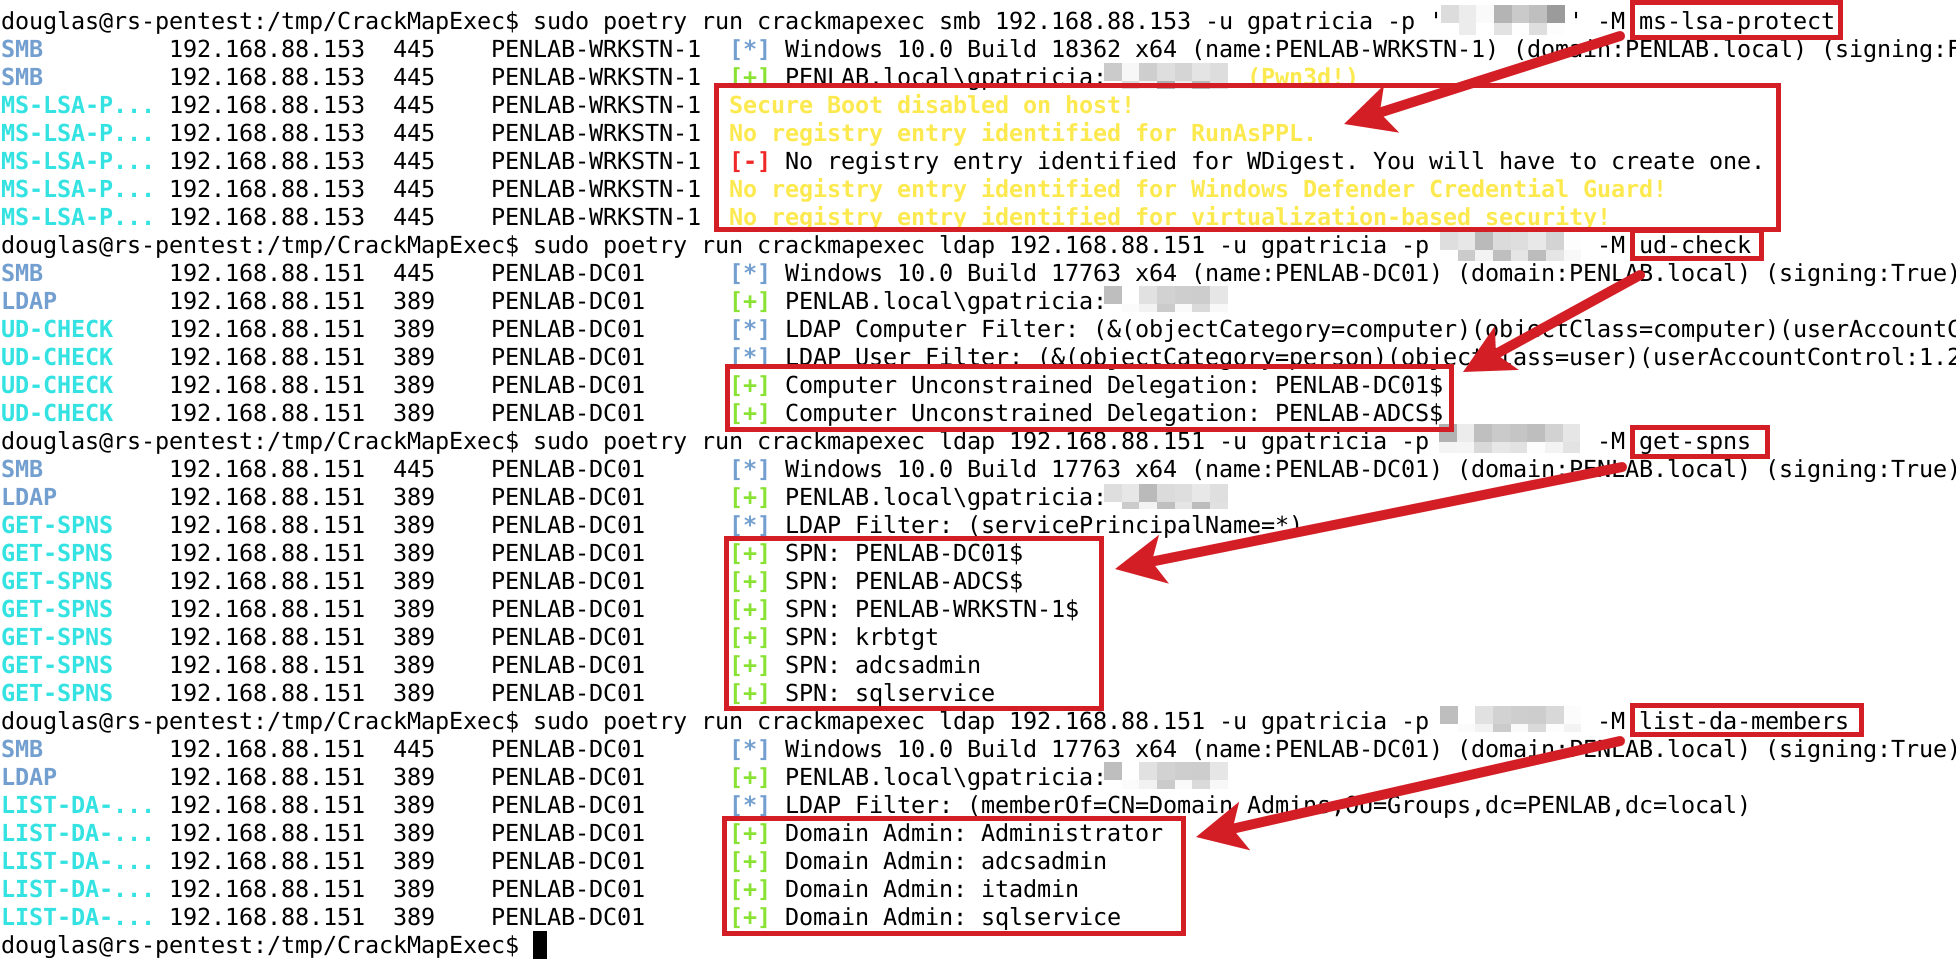 douglas@rs-pentest:/tmp/CrackMapExec$ sudo poetry run crackmapexec smb 192.168.88.153 -u gpatricia -p ' ' -M ms-lsa-protect
SMB 192.168.88.153 445 PENLAB-WRKSTN-1 [*] Windows 10.0 Build 18362 x64 (name:PENLAB-WRKSTN-1) (domain:PENLAB.local) (signing:F
SMB 192.168.88.153 445 PENLAB-WRKSTN-1 [+] PENLAB.local\gpatricia: (Pwn3d!)
MS-LSA-P... 192.168.88.153 445 PENLAB-WRKSTN-1 Secure Boot disabled on host!
MS-LSA-P... 192.168.88.153 445 PENLAB-WRKSTN-1 No registry entry identified for RunAsPPL.
MS-LSA-P... 192.168.88.153 445 PENLAB-WRKSTN-1 [-] No registry entry identified for WDigest. You will have to create one.
MS-LSA-P... 192.168.88.153 445 PENLAB-WRKSTN-1 No registry entry identified for Windows Defender Credential Guard!
MS-LSA-P... 192.168.88.153 445 PENLAB-WRKSTN-1 No registry entry identified for virtualization-based security!
douglas@rs-pentest:/tmp/CrackMapExec$ sudo poetry run crackmapexec ldap 192.168.88.151 -u gpatricia -p -M ud-check
SMB 192.168.88.151 445 PENLAB-DC01 [*] Windows 10.0 Build 17763 x64 (name:PENLAB-DC01) (domain:PENLAB.local) (signing:True)
LDAP 192.168.88.151 389 PENLAB-DC01 [+] PENLAB.local\gpatricia:
UD-CHECK 192.168.88.151 389 PENLAB-DC01 [*] LDAP Computer Filter: (&(objectCategory=computer)(objectClass=computer)(userAccountC
UD-CHECK 192.168.88.151 389 PENLAB-DC01 [*] LDAP User Filter: (&(objectCategory=person)(objectClass=user)(userAccountControl:1.2
UD-CHECK 192.168.88.151 389 PENLAB-DC01 [+] Computer Unconstrained Delegation: PENLAB-DC01$
UD-CHECK 192.168.88.151 389 PENLAB-DC01 [+] Computer Unconstrained Delegation: PENLAB-ADCS$
douglas@rs-pentest:/tmp/CrackMapExec$ sudo poetry run crackmapexec ldap 192.168.88.151 -u gpatricia -p -M get-spns
SMB 192.168.88.151 445 PENLAB-DC01 [*] Windows 10.0 Build 17763 x64 (name:PENLAB-DC01) (domain:PENLAB.local) (signing:True)
LDAP 192.168.88.151 389 PENLAB-DC01 [+] PENLAB.local\gpatricia:
GET-SPNS 192.168.88.151 389 PENLAB-DC01 [*] LDAP Filter: (servicePrincipalName=*)
GET-SPNS 192.168.88.151 389 PENLAB-DC01 [+] SPN: PENLAB-DC01$
GET-SPNS 192.168.88.151 389 PENLAB-DC01 [+] SPN: PENLAB-ADCS$
GET-SPNS 192.168.88.151 389 PENLAB-DC01 [+] SPN: PENLAB-WRKSTN-1$
GET-SPNS 192.168.88.151 389 PENLAB-DC01 [+] SPN: krbtgt
GET-SPNS 192.168.88.151 389 PENLAB-DC01 [+] SPN: adcsadmin
GET-SPNS 192.168.88.151 389 PENLAB-DC01 [+] SPN: sqlservice
douglas@rs-pentest:/tmp/CrackMapExec$ sudo poetry run crackmapexec ldap 192.168.88.151 -u gpatricia -p -M list-da-members
SMB 192.168.88.151 445 PENLAB-DC01 [*] Windows 10.0 Build 17763 x64 (name:PENLAB-DC01) (domain:PENLAB.local) (signing:True)
LDAP 192.168.88.151 389 PENLAB-DC01 [+] PENLAB.local\gpatricia:
LIST-DA-... 192.168.88.151 389 PENLAB-DC01 [*] LDAP Filter: (memberOf=CN=Domain Admins,OU=Groups,dc=PENLAB,dc=local)
LIST-DA-... 192.168.88.151 389 PENLAB-DC01 [+] Domain Admin: Administrator
LIST-DA-... 192.168.88.151 389 PENLAB-DC01 [+] Domain Admin: adcsadmin
LIST-DA-... 192.168.88.151 389 PENLAB-DC01 [+] Domain Admin: itadmin
LIST-DA-... 192.168.88.151 389 PENLAB-DC01 [+] Domain Admin: sqlservice
douglas@rs-pentest:/tmp/CrackMapExec$